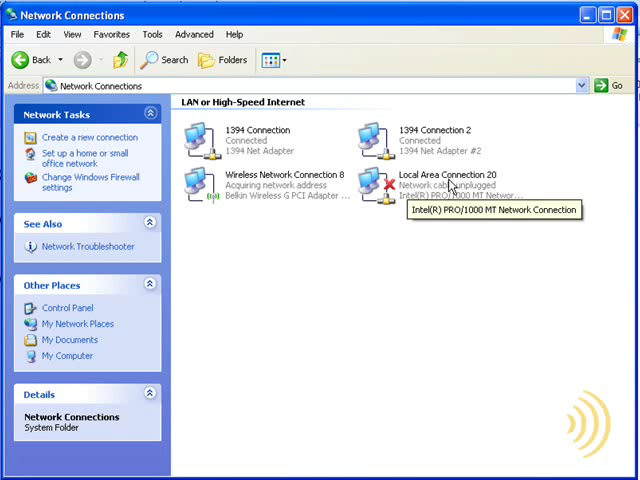 Network Connections
File Edit View Favorites Tools Advanced Help
Back Search Folders
Address Network Connections Go
Network Tasks
Create a new connection
Set up a home or small
office network
Change Windows Firewall
settings
See Also
Network Troubleshooter
Other Places
Control Panel
My Network Places
My Documents
My Computer
Details
Network Connections
System Folder
LAN or High-Speed Internet
1394 Connection
Connected
1394 Net Adapter
1394 Connection 2
Connected
1394 Net Adapter #2
Wireless Network Connection 8
Acquiring network address
Belkin Wireless G PCI Adapter ...
Local Area Connection 20
Network cable unplugged
Intel(R) PRO/1000 MT Networ...
Intel(R) PRO/1000 MT Network Connection